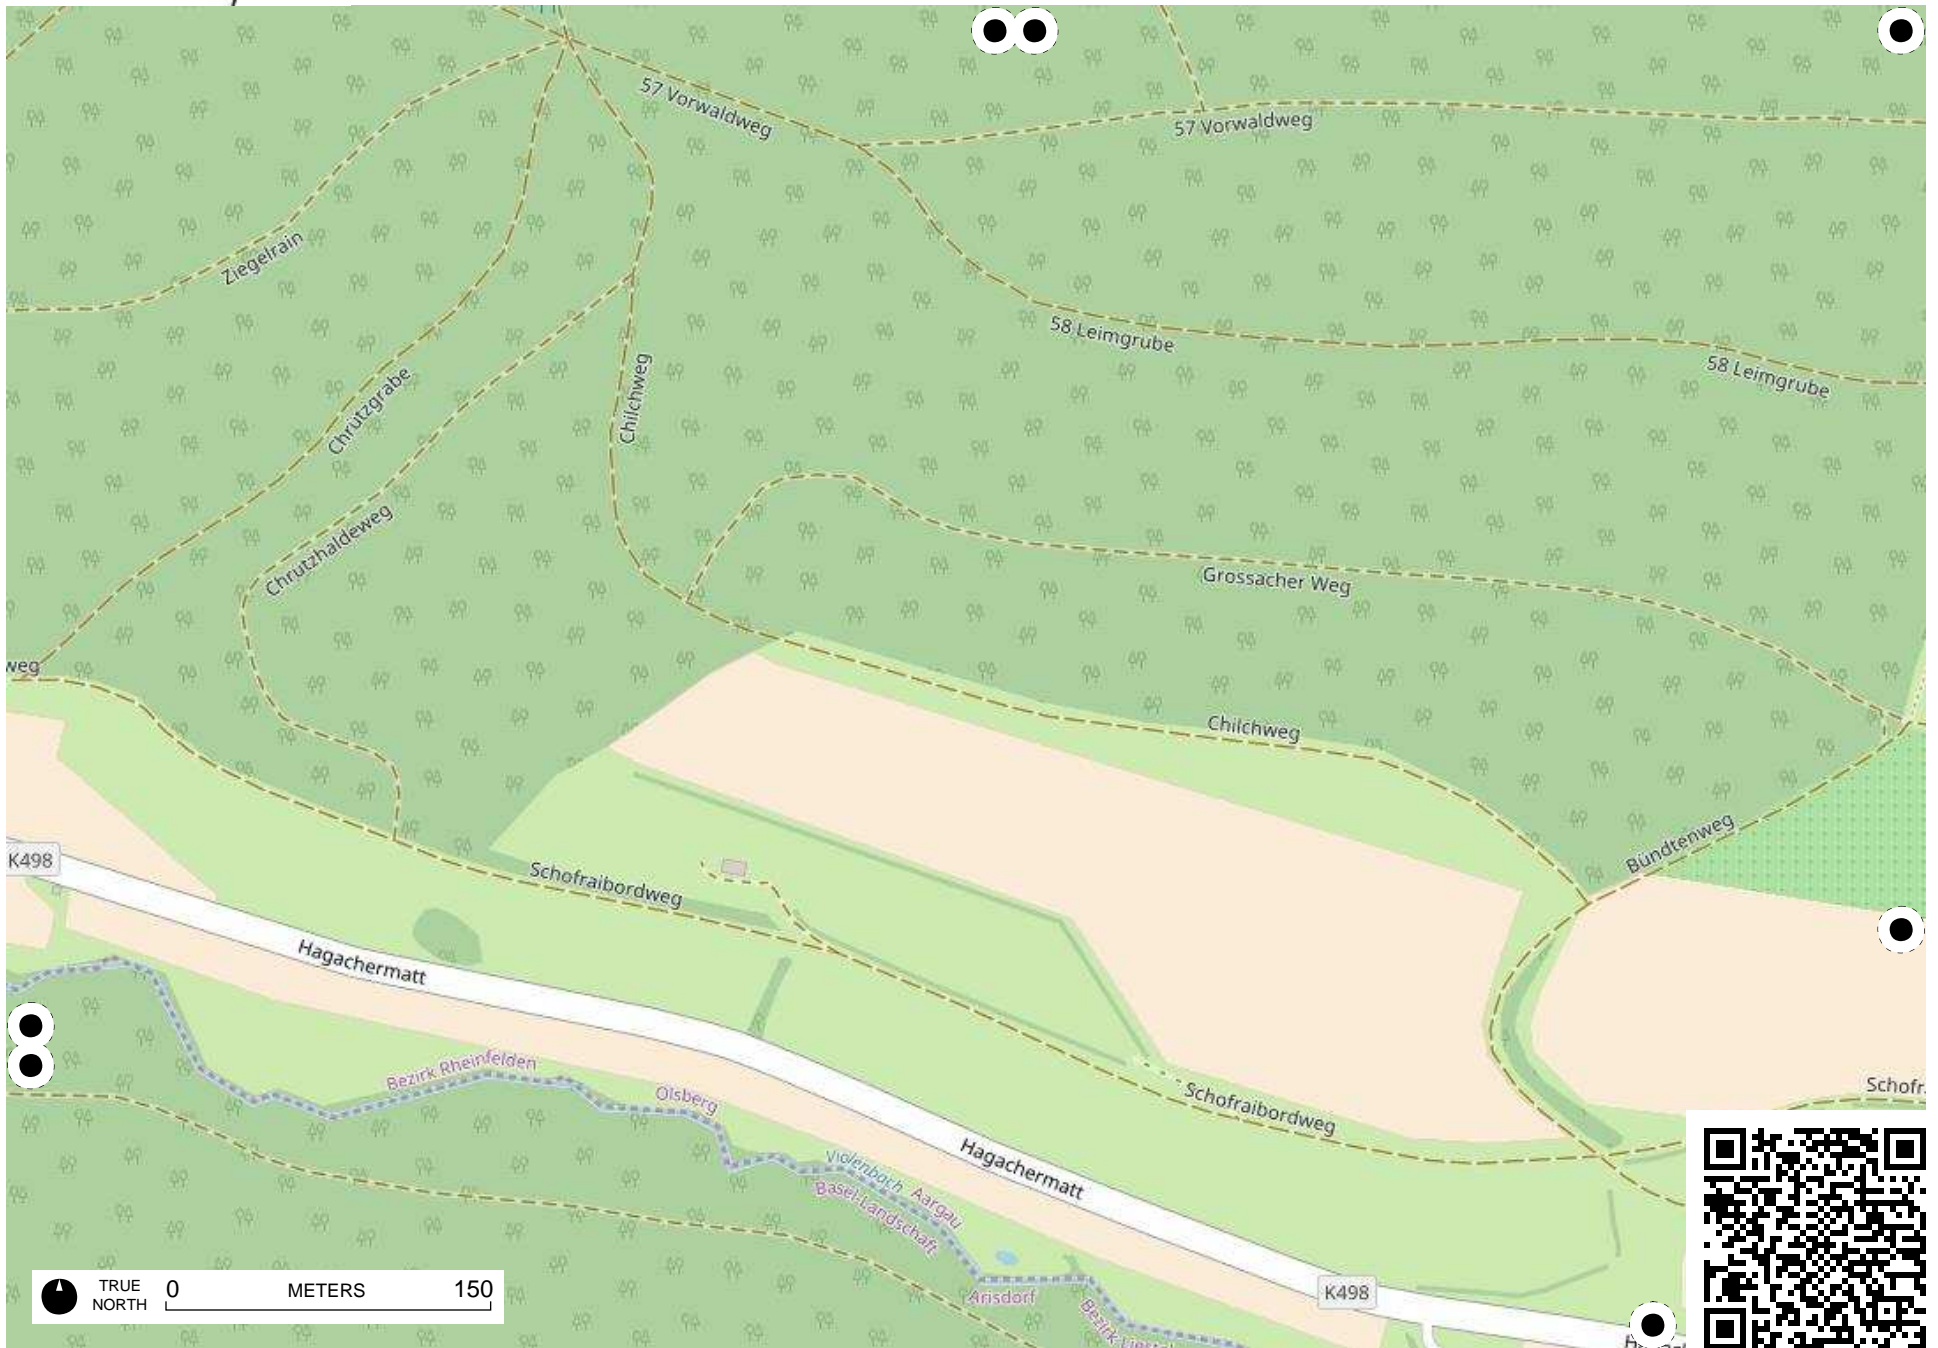 57 Vorwaldweg
57 Vorwaldweg
Ziegelrain
58 Leimgrube
58 Leimgrube
Chrutzgrabe
Chilchweg
Chrutzhaldeweg
Grossacher Weg
weg
Chilchweg
Bündtenweg
K498
Schofraibordweg
Hagachermatt
Bezirk Rheinfelden
Olsberg
Schofr
Schofraibordweg
Violenbach
Hagachermatt
Basel-Landschaft
Aargau
Arisdorf
K498
TRUE NORTH
0 METERS 150